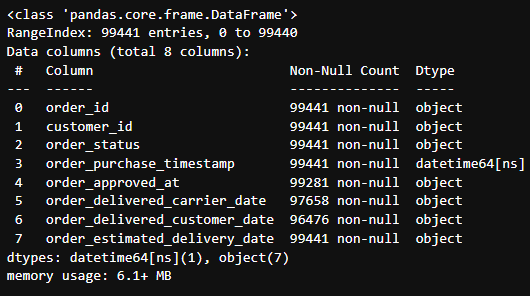 <class 'pandas.core.frame.DataFrame'>
RangeIndex: 99441 entries, 0 to 99440
Data columns (total 8 columns):
 #   Column                         Non-Null Count  Dtype
---  ------                         --------------  -----
 0   order_id                       99441 non-null  object
 1   customer_id                    99441 non-null  object
 2   order_status                   99441 non-null  object
 3   order_purchase_timestamp       99441 non-null  datetime64[ns]
 4   order_approved_at              99281 non-null  object
 5   order_delivered_carrier_date   97658 non-null  object
 6   order_delivered_customer_date  96476 non-null  object
 7   order_estimated_delivery_date  99441 non-null  object
dtypes: datetime64[ns](1), object(7)
memory usage: 6.1+ MB